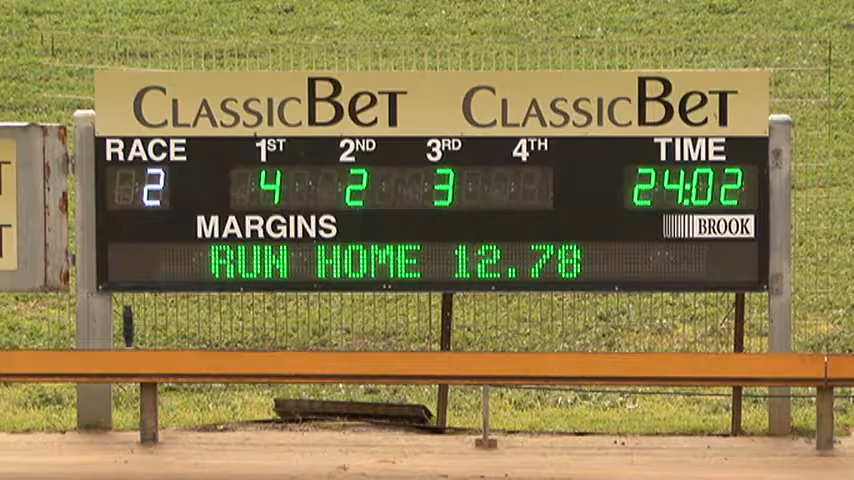 CLASSICBET CLASSICBET
RACE 1ST 2ND 3RD 4TH TIME
2 4 2 3 24:02
MARGINS BROOK
RUN HOME 12.78